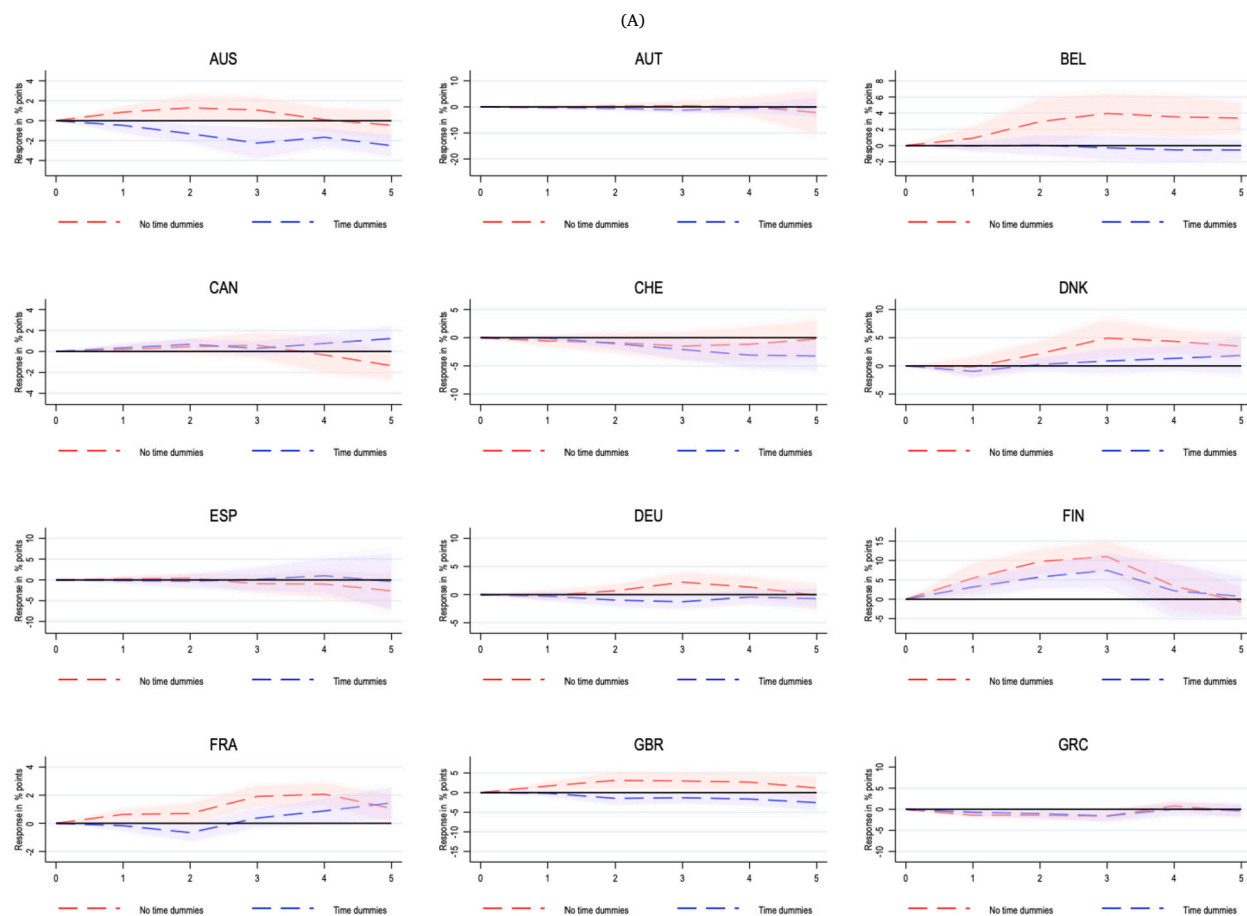 (A)
AUS
AUT
BEL
Response in % points
4
2
0
-2
-4
0 1 2 3 4 5
No time dummies Time dummies
Response in % points
10
0
-10
-20
0 1 2 3 4 5
No time dummies Time dummies
Response in % points
8
6
4
2
0
-2
0 1 2 3 4 5
No time dummies Time dummies
CAN
CHE
DNK
Response in % points
4
2
0
-2
-4
0 1 2 3 4 5
No time dummies Time dummies
Response in % points
5
0
-5
-10
0 1 2 3 4 5
No time dummies Time dummies
Response in % points
10
5
0
-5
0 1 2 3 4 5
No time dummies Time dummies
ESP
DEU
FIN
Response in % points
10
5
0
-5
-10
0 1 2 3 4 5
No time dummies Time dummies
Response in % points
10
5
0
-5
0 1 2 3 4 5
No time dummies Time dummies
Response in % points
15
10
5
0
-5
0 1 2 3 4 5
No time dummies Time dummies
FRA
GBR
GRC
Response in % points
4
2
0
-2
0 1 2 3 4 5
No time dummies Time dummies
Response in % points
5
0
-5
-10
-15
0 1 2 3 4 5
No time dummies Time dummies
Response in % points
10
5
0
-5
-10
0 1 2 3 4 5
No time dummies Time dummies